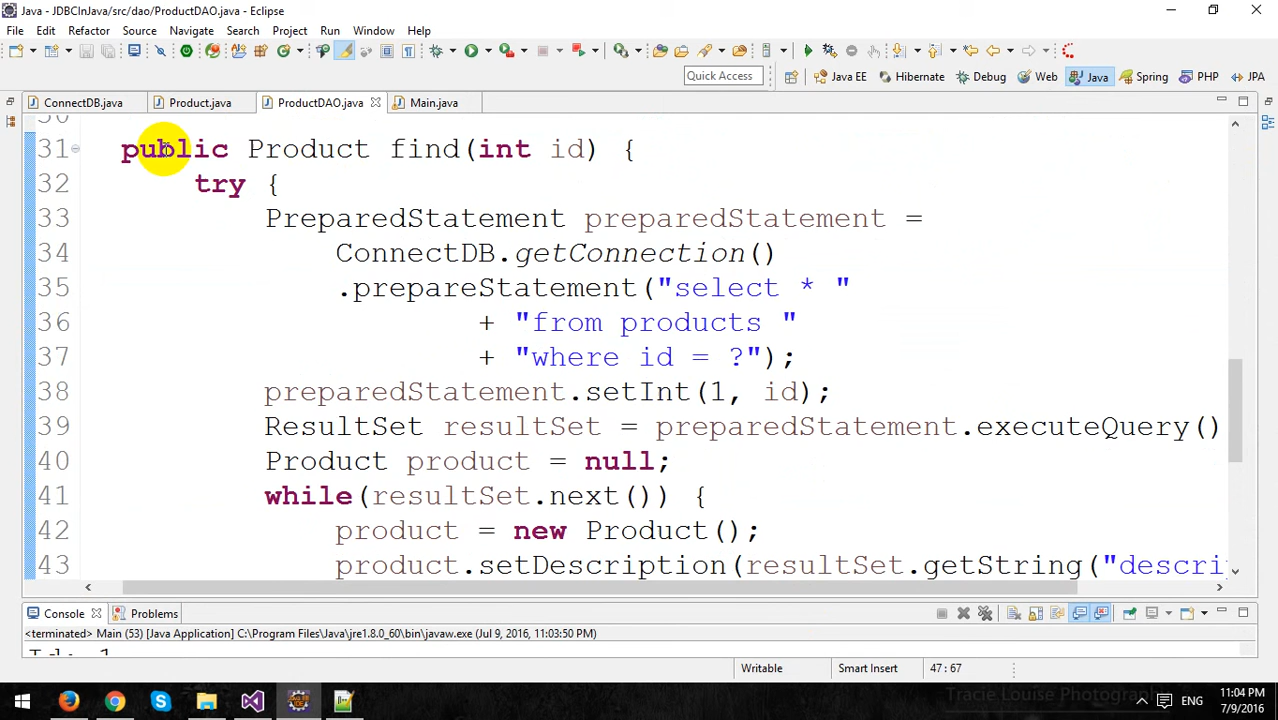 Java - JDBCInJava/src/dao/ProductDAO.java - Eclipse
File Edit Refactor Source Navigate Search Project Run Window Help
Quick Access Java EE Hibernate Debug Web Java Spring PHP JPA
ConnectDB.java Product.java ProductDAO.java Main.java
30
31 public Product find(int id) {
32 try {
33 PreparedStatement preparedStatement =
34 ConnectDB.getConnection()
35 .prepareStatement("select * "
36 + "from products "
37 + "where id = ?");
38 preparedStatement.setInt(1, id);
39 ResultSet resultSet = preparedStatement.executeQuery()
40 Product product = null;
41 while(resultSet.next()) {
42 product = new Product();
43 product.setDescription(resultSet.getString("descri
Console Problems
<terminated> Main (53) [Java Application] C:\Program Files\Java\jre1.8.0_60\bin\javaw.exe (Jul 9, 2016, 11:03:50 PM)
Id: 1
Writable Smart Insert 47 : 67
Tracie Louise Photography
ENG 11:04 PM
7/9/2016